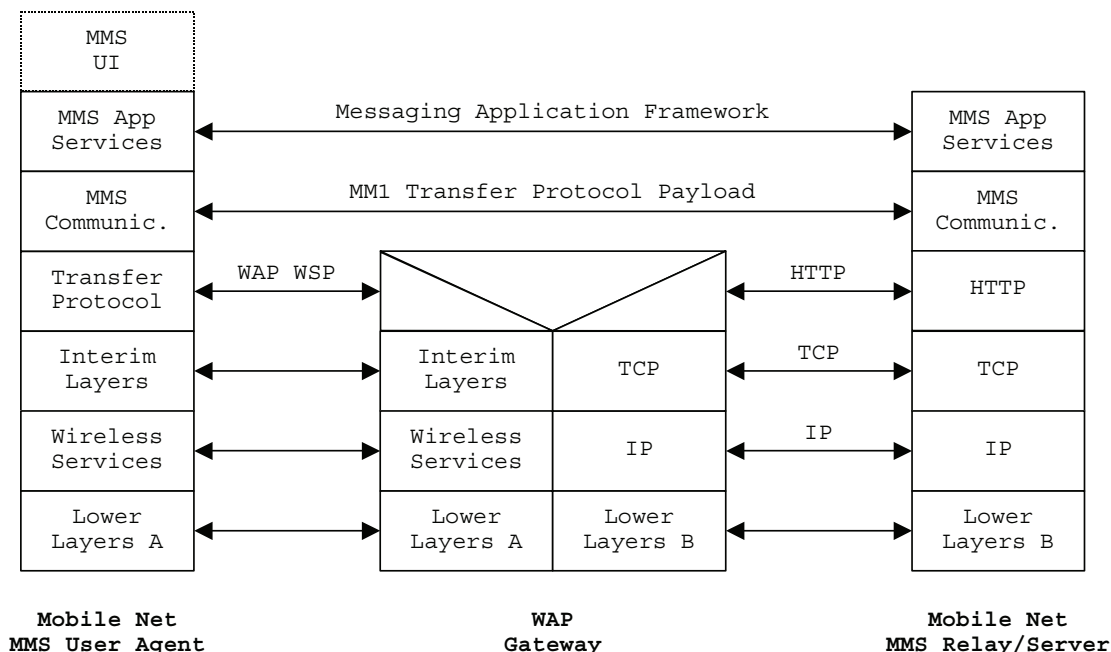 MMS
UI
MMS App
Services
Messaging Application Framework
MMS App
Services
MMS
Communic.
MM1 Transfer Protocol Payload
MMS
Communic.
Transfer
Protocol
WAP WSP
HTTP
HTTP
Interim
Layers
Interim
Layers
TCP
TCP
TCP
Wireless
Services
Wireless
Services
IP
IP
IP
Lower
Layers A
Lower
Layers A
Lower
Layers B
Lower
Layers B
Mobile Net
MMS User Agent
WAP
Gateway
Mobile Net
MMS Relay/Server